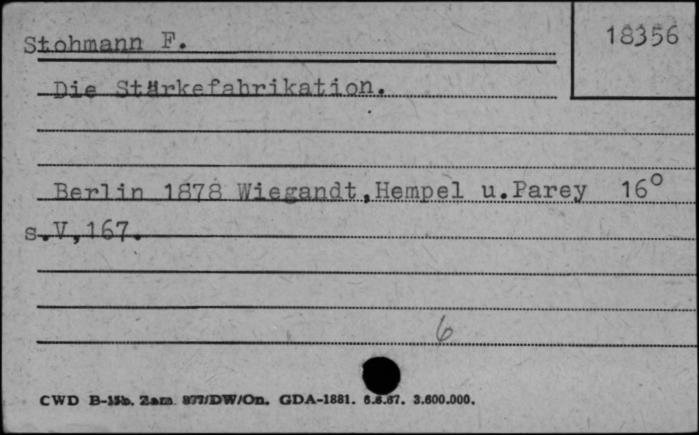 Stohmann F.
18356
Die Stärkefabrikation.
Berlin 1878 Wiegandt, Hempel u. Parey 16°
s. V, 167.
6
CWD B-15b. Zam. 877/DW/On. GDA-1881. 6.6.67. 3.600.000.